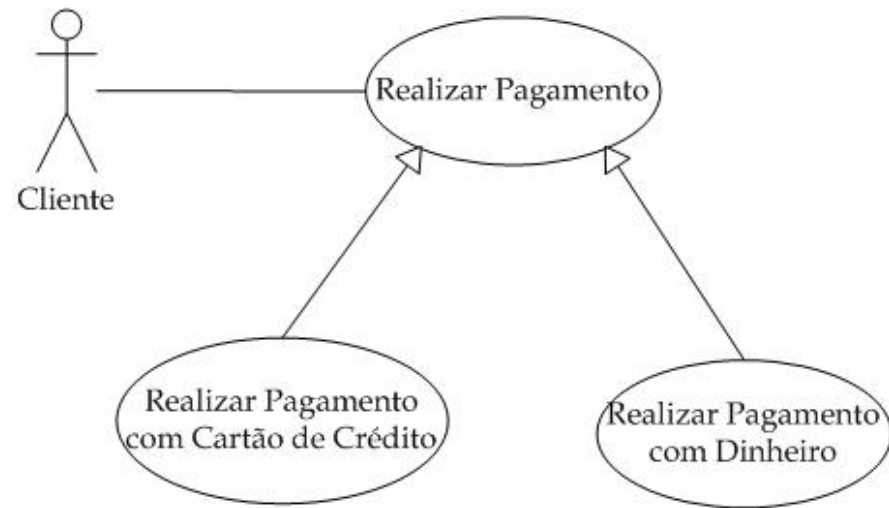 Realizar Pagamento
Cliente
Realizar Pagamento
com Cartão de Crédito
Realizar Pagamento
com Dinheiro